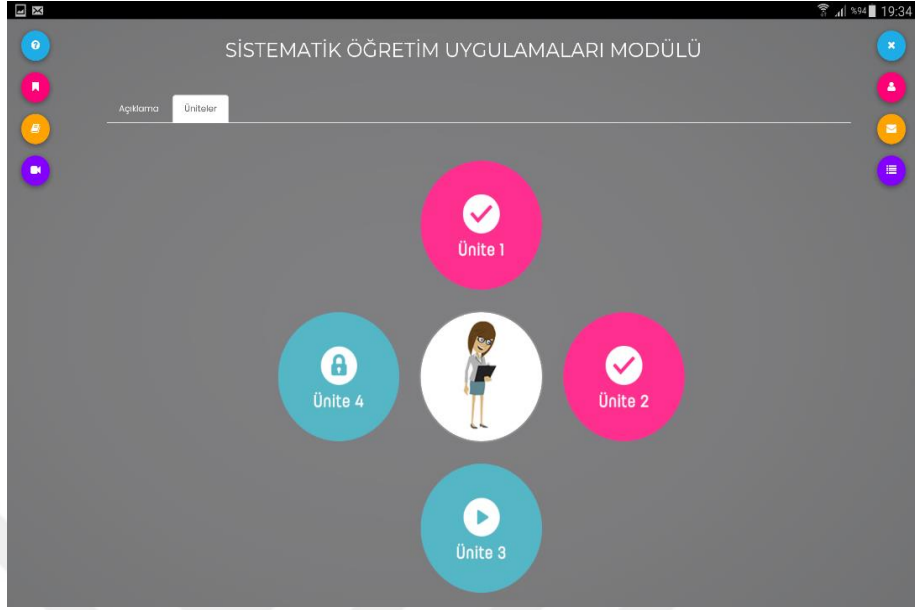 %94 19:34
SİSTEMATİK ÖĞRETİM UYGULAMALARI MODÜLÜ
Açıklama Üniteler
Ünite 1
Ünite 4 Ünite 2
Ünite 3